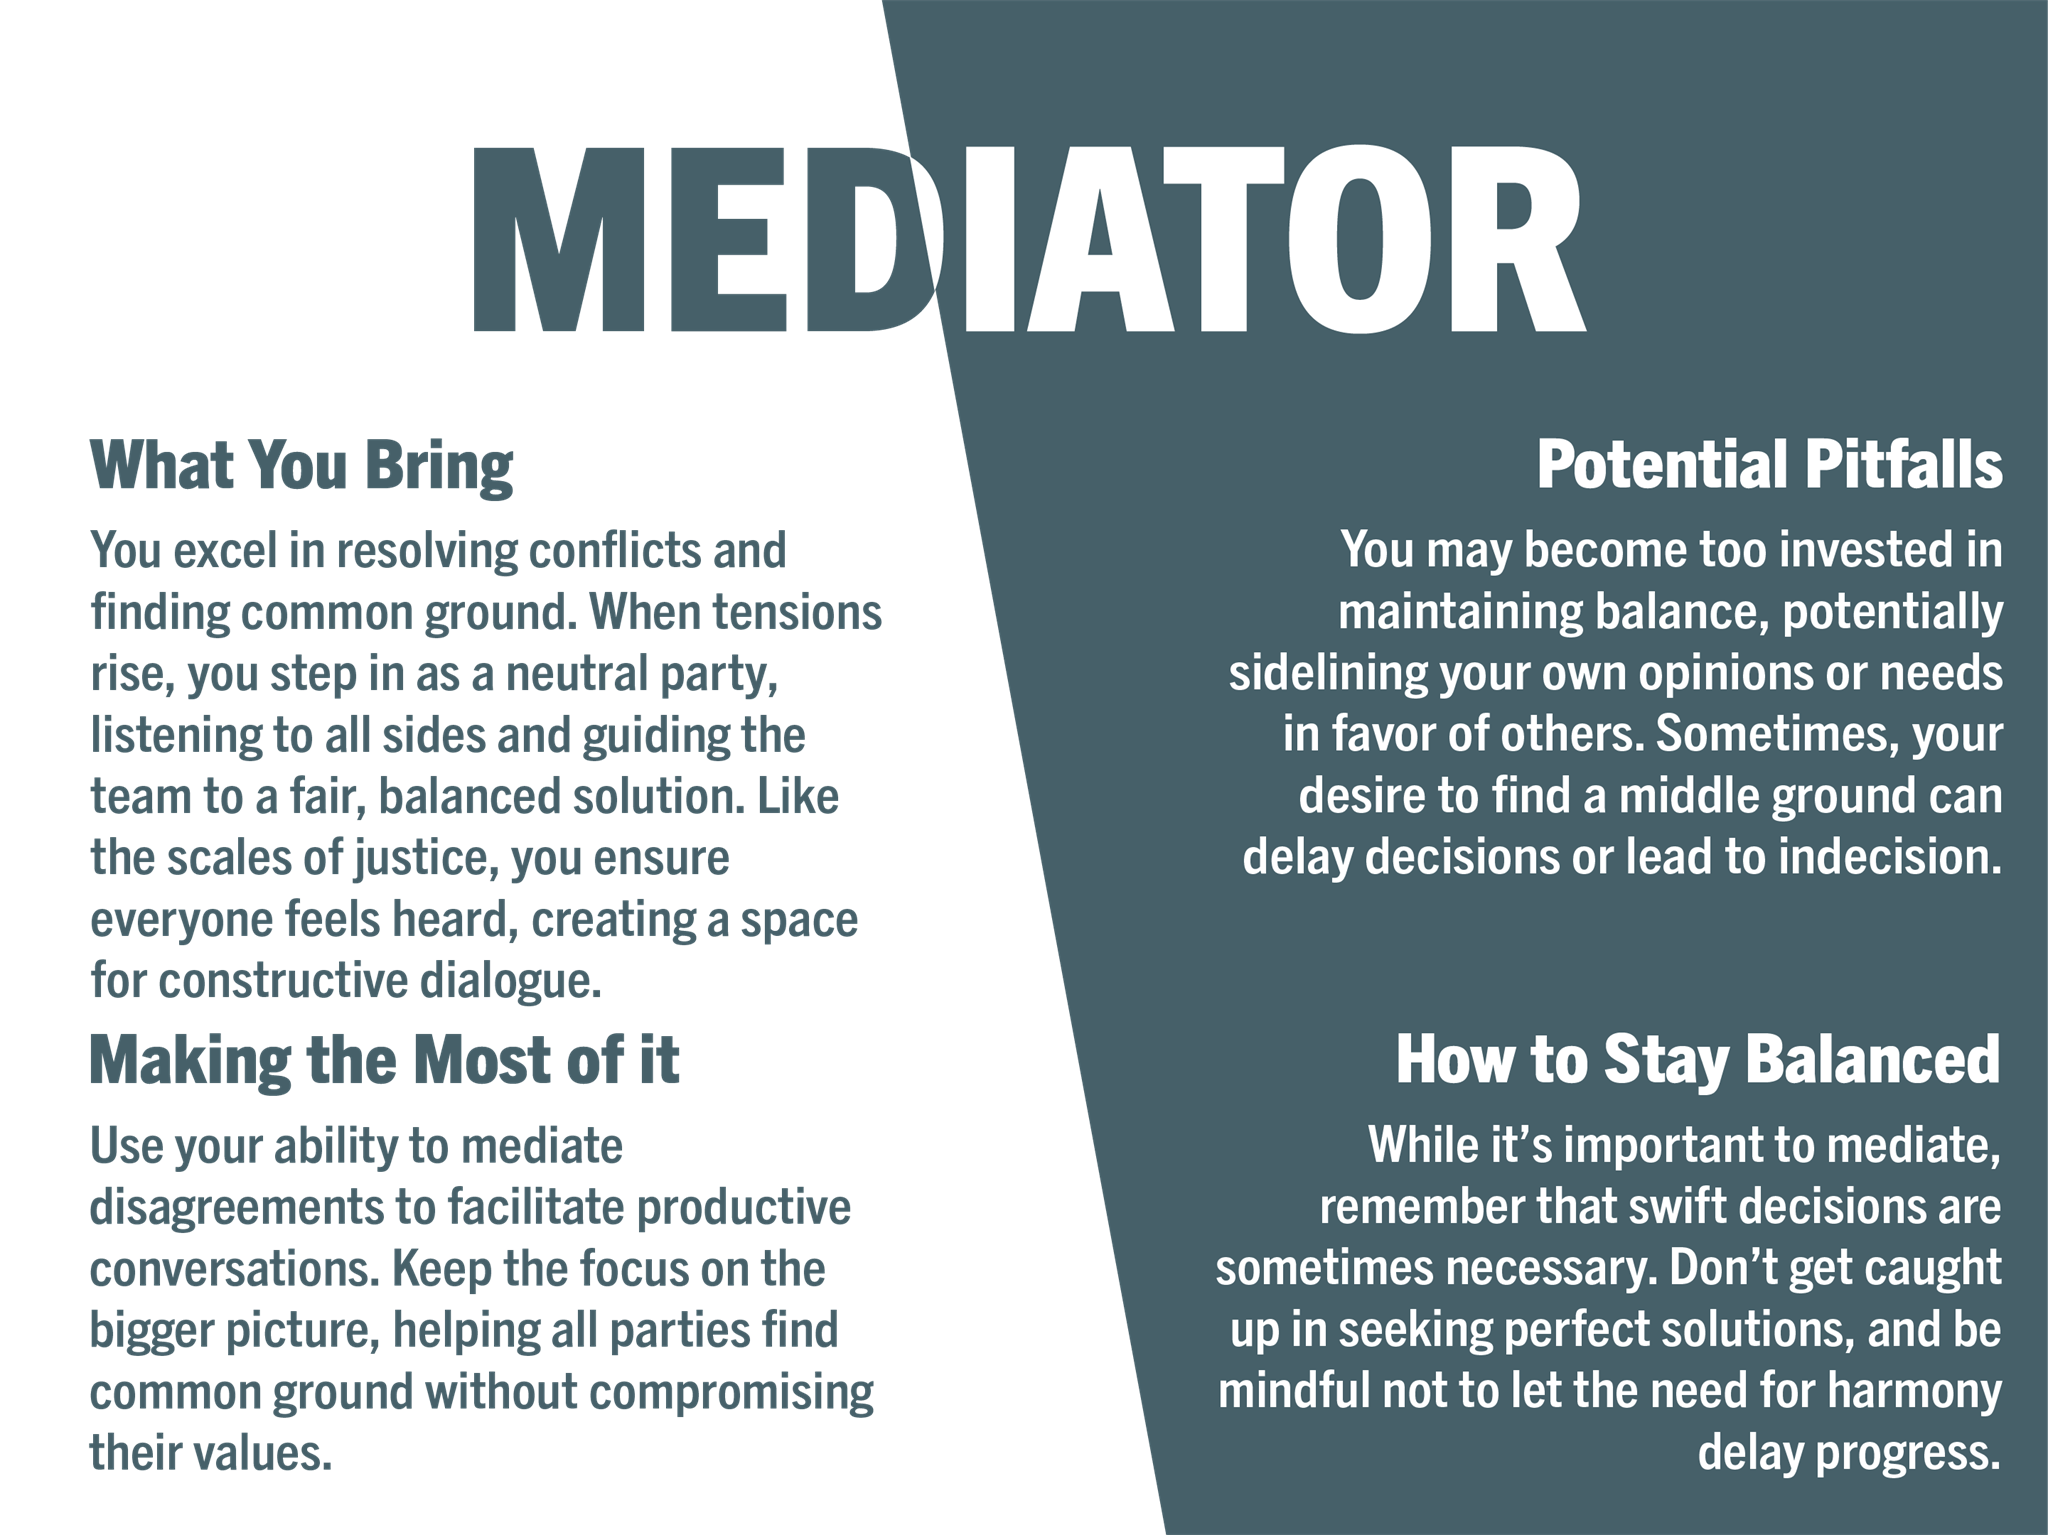 MEDIATOR
What You Bring
You excel in resolving conflicts and
finding common ground. When tensions
rise, you step in as a neutral party,
listening to all sides and guiding the
team to a fair, balanced solution. Like
the scales of justice, you ensure
everyone feels heard, creating a space
for constructive dialogue.
Making the Most of it
Use your ability to mediate
disagreements to facilitate productive
conversations. Keep the focus on the
bigger picture, helping all parties find
common ground without compromising
their values.
Potential Pitfalls
You may become too invested in
maintaining balance, potentially
sidelining your own opinions or needs
in favor of others. Sometimes, your
desire to find a middle ground can
delay decisions or lead to indecision.
How to Stay Balanced
While it’s important to mediate,
remember that swift decisions are
sometimes necessary. Don’t get caught
up in seeking perfect solutions, and be
mindful not to let the need for harmony
delay progress.